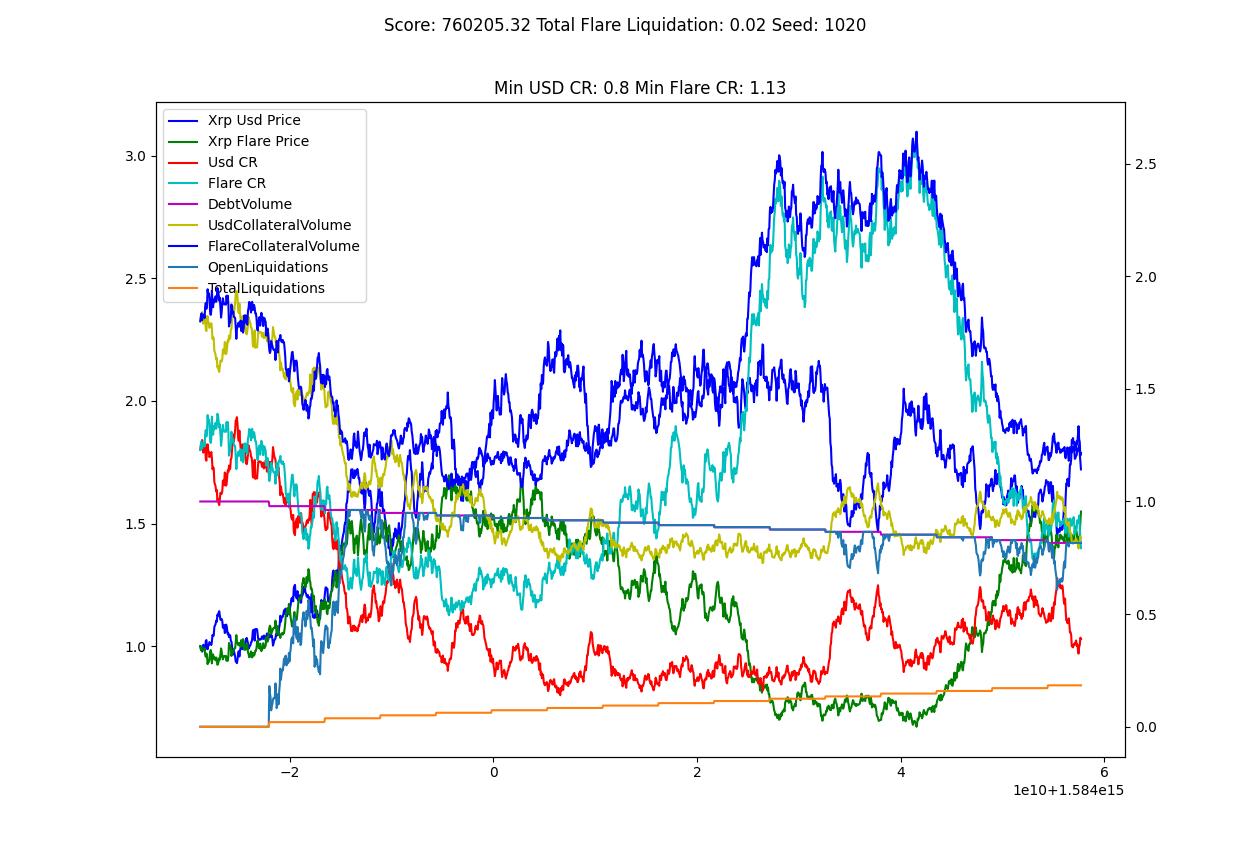 Score: 760205.32 Total Flare Liquidation: 0.02 Seed: 1020
Min USD CR: 0.8 Min Flare CR: 1.13
Xrp Usd Price
Xrp Flare Price
Usd CR
Flare CR
DebtVolume
UsdCollateralVolume
FlareCollateralVolume
OpenLiquidations
TotalLiquidations
3.0
2.5
2.0
1.5
1.0
2.5
2.0
1.5
1.0
0.5
0.0
−2 0 2 4 6
1e10+1.584e15